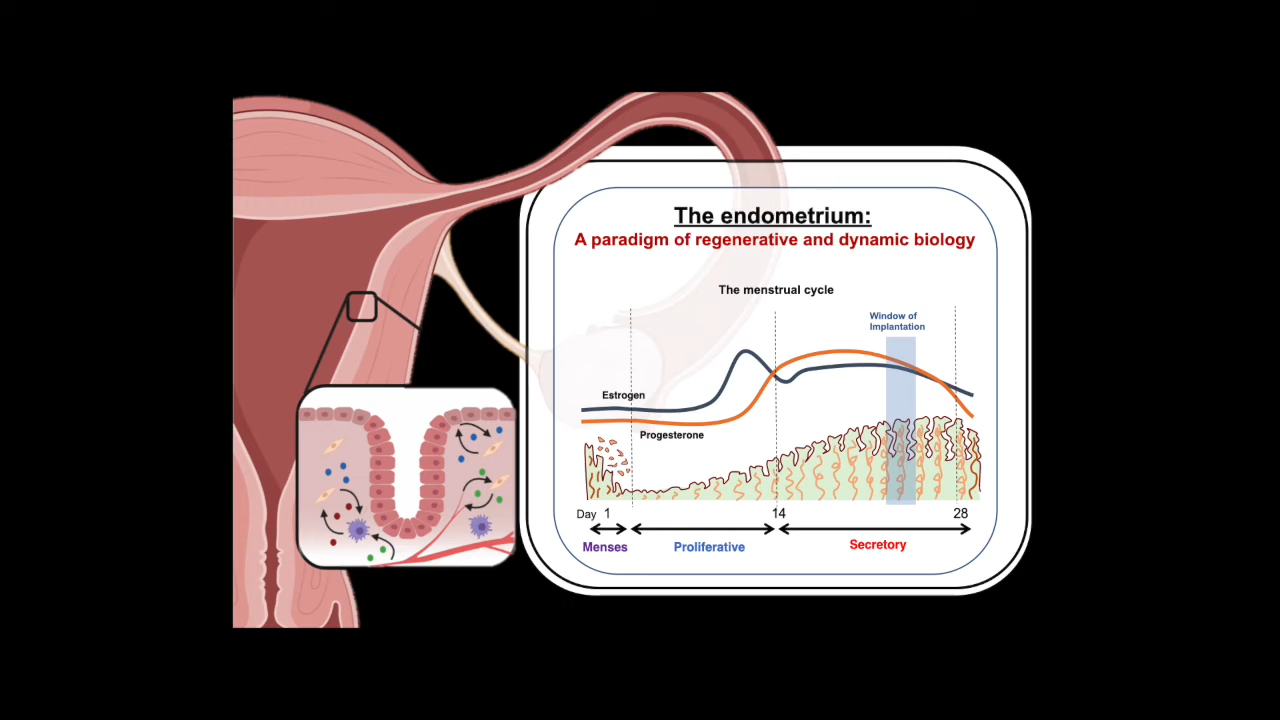 The endometrium:
A paradigm of regenerative and dynamic biology
The menstrual cycle
Window of
Implantation
Estrogen
Progesterone
Day 1 14 28
Menses Proliferative Secretory